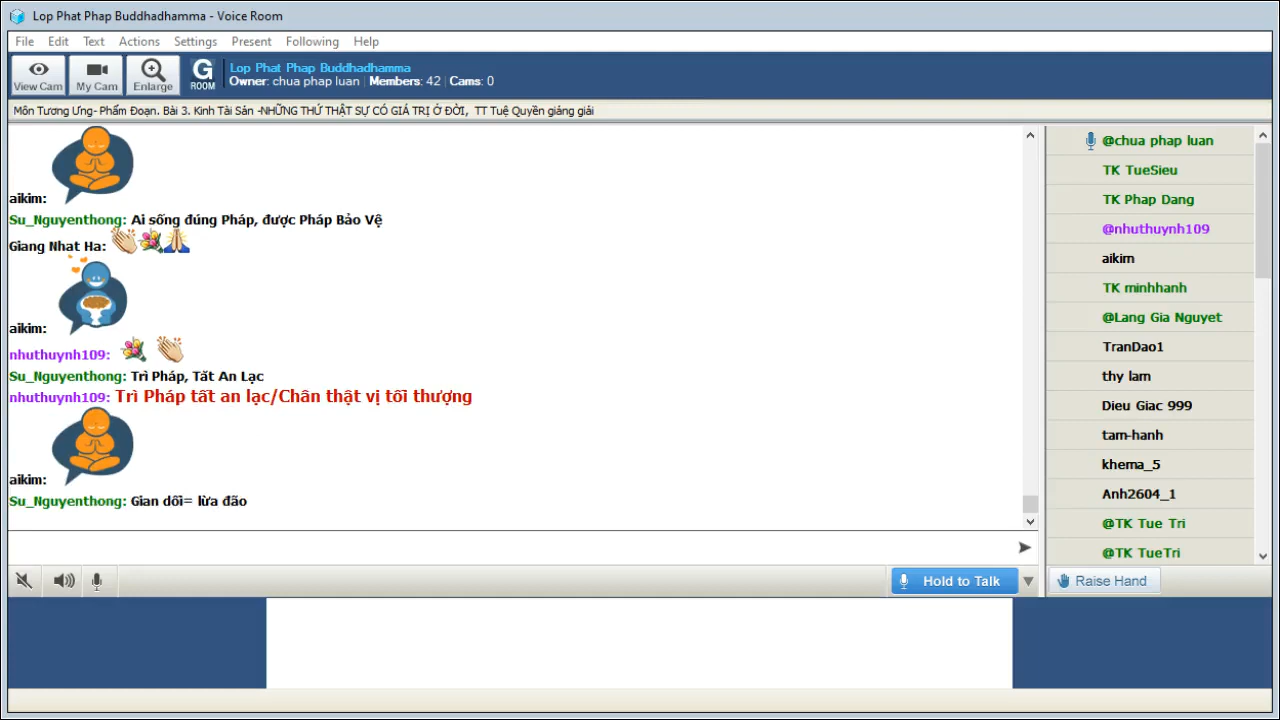 Lop Phat Phap Buddhadhamma - Voice Room
File Edit Text Actions Settings Present Following Help
View Cam My Cam Enlarge
G ROOM
Lop Phat Phap Buddhadhamma
Owner: chua phap luan | Members: 42 | Cams: 0
Môn Tương Ưng- Phẩm Đoạn. Bài 3. Kinh Tài Sản -NHỮNG THỨ THẬT SỰ CÓ GIÁ TRỊ Ở ĐỜI, TT Tuệ Quyền giảng giải
aikim:
Su_Nguyenthong: Ai sống đúng Pháp, được Pháp Bảo Vệ
Giang Nhat Ha:
aikim:
nhuthuynh109:
Su_Nguyenthong: Trì Pháp, Tất An Lạc
nhuthuynh109: Trì Pháp tất an lạc/Chân thật vị tối thượng
aikim:
Su_Nguyenthong: Gian dối= lừa đão
@chua phap luan
TK TueSieu
TK Phap Dang
@nhuthuynh109
aikim
TK minhhanh
@Lang Gia Nguyet
TranDao1
thy lam
Dieu Giac 999
tam-hanh
khema_5
Anh2604_1
@TK Tue Tri
@TK TueTri
Hold to Talk
Raise Hand